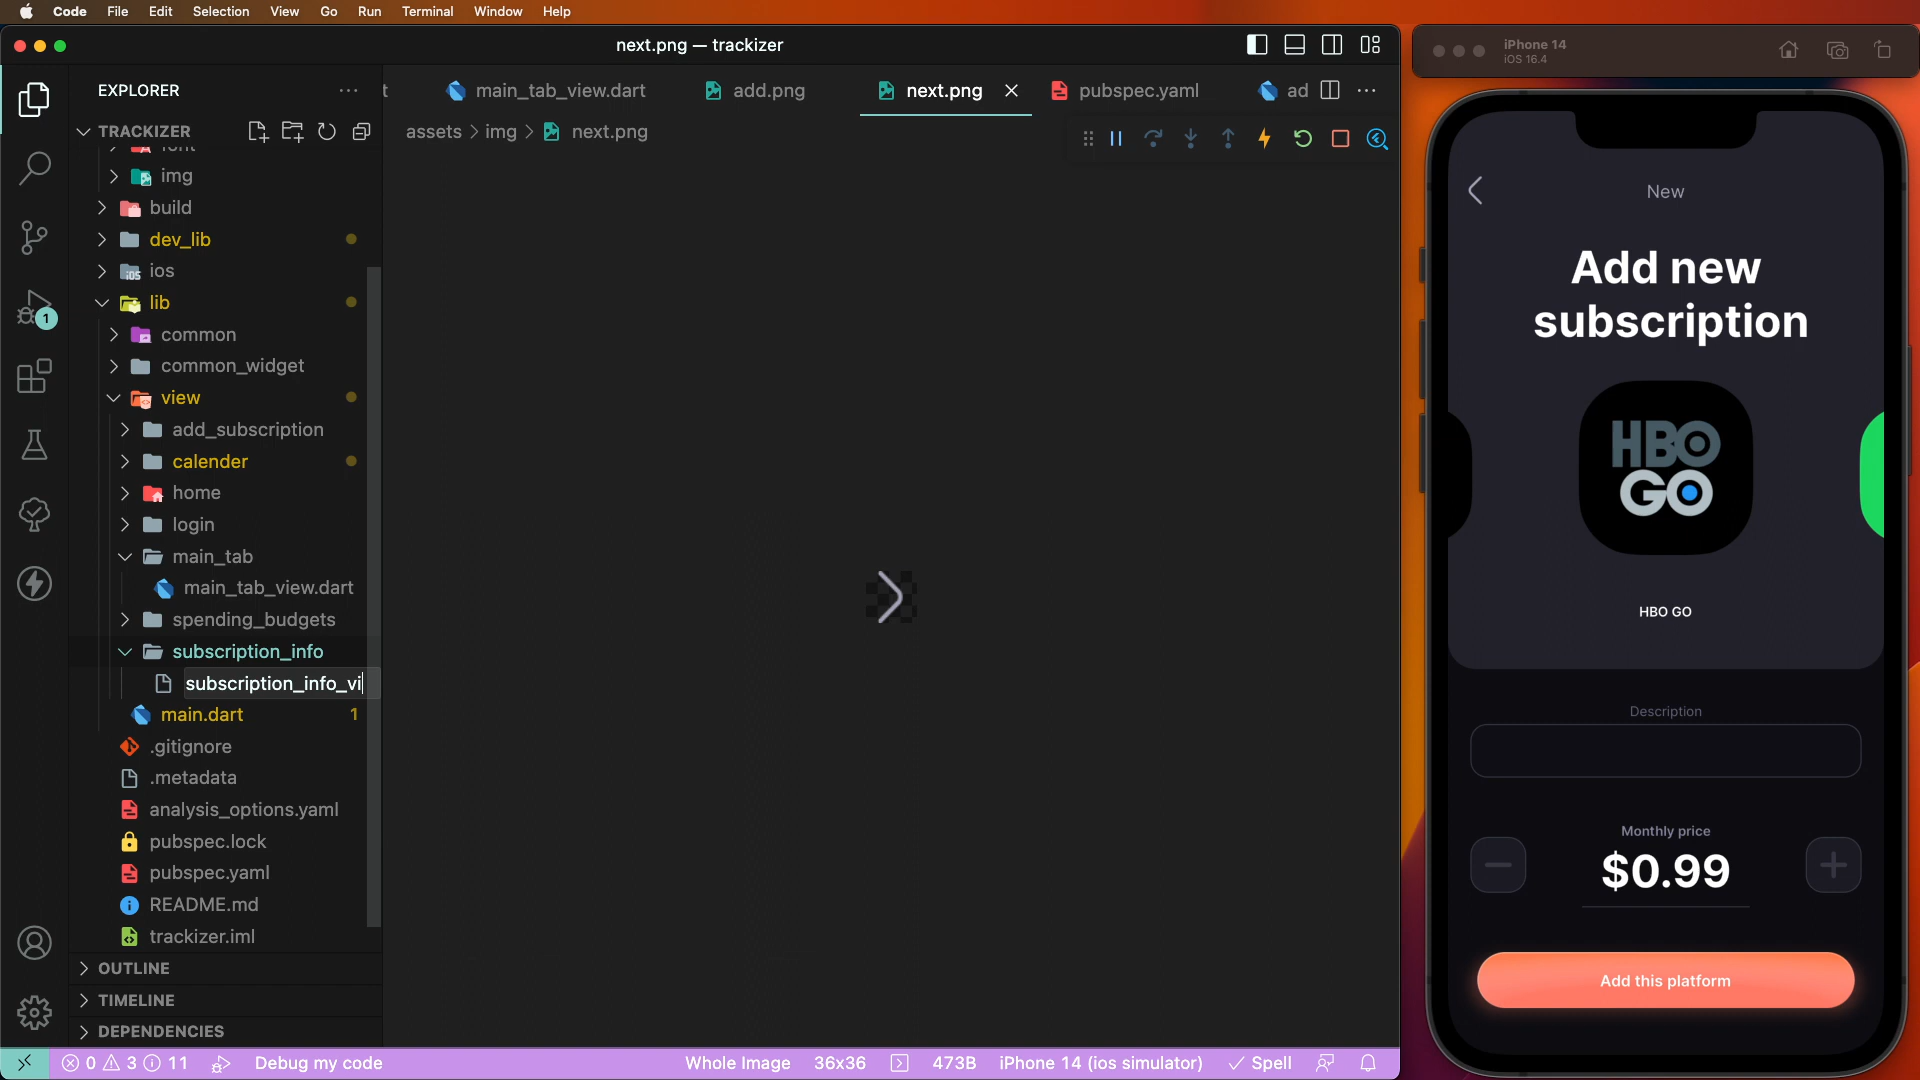 Code File Edit Selection View Go Run Terminal Window Help
next.png — trackizer
iPhone 14
iOS 16.4
EXPLORER
main_tab_view.dart
add.png
next.png
pubspec.yaml
ad
TRACKIZER
assets > img > next.png
font
img
build
dev_lib
ios
lib
common
common_widget
view
add_subscription
calender
home
login
main_tab
main_tab_view.dart
spending_budgets
subscription_info
subscription_info_vi
main.dart 1
.gitignore
.metadata
analysis_options.yaml
pubspec.lock
pubspec.yaml
README.md
trackizer.iml
OUTLINE
TIMELINE
DEPENDENCIES
1
0 3 11 Debug my code
Whole Image 36x36 473B iPhone 14 (ios simulator) Spell
New
Add new
subscription
HBO
GO
HBO GO
Description
Monthly price
$0.99
Add this platform